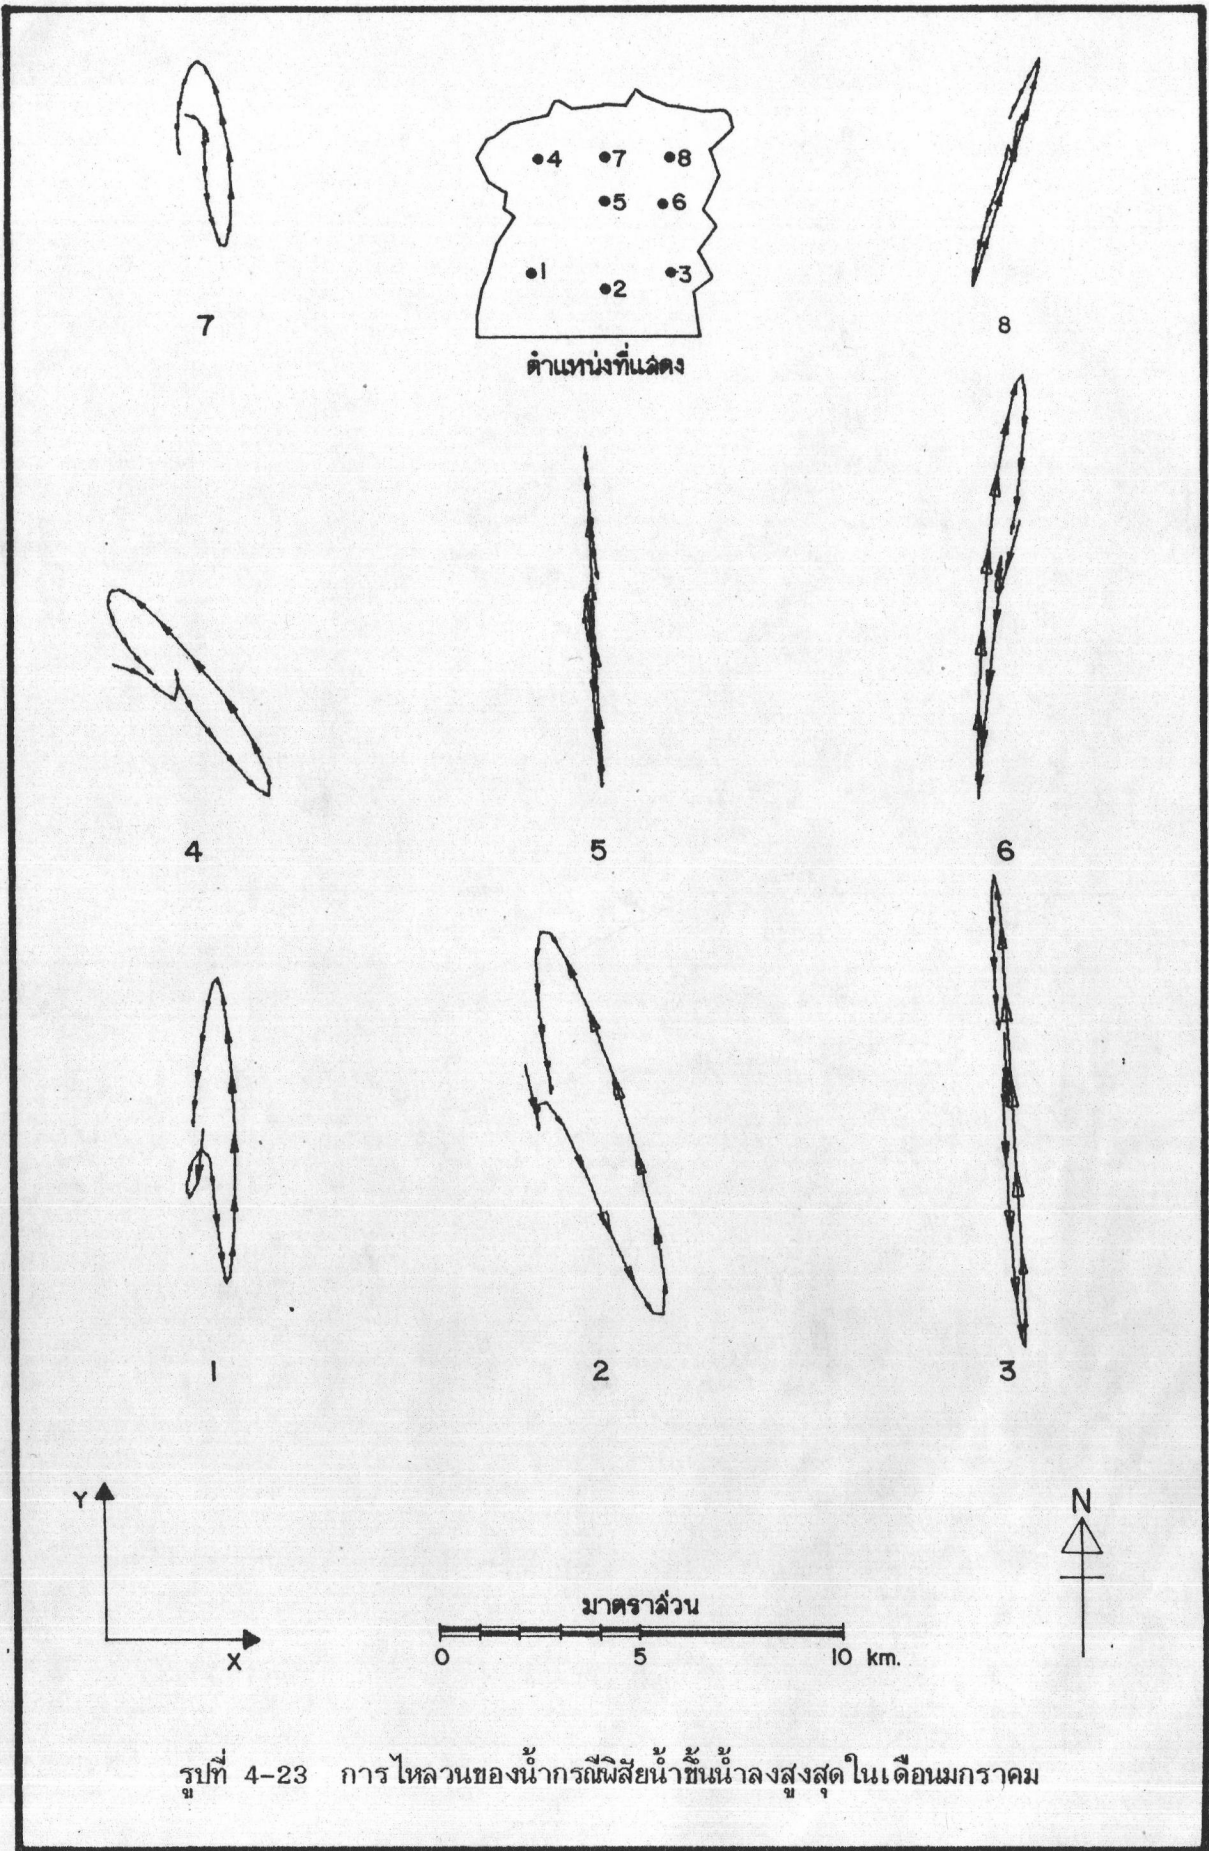 4 7 8
5 6
1 3
2
ตำแหน่งที่แสดง
7
8
4
5
6
1
2
3
Y
X
N
มาตราส่วน
0 5 10 km.
รูปที่ 4-23 การไหลวนของน้ำกรณีพิสัยน้ำขึ้นน้ำลงสูงสุดในเดือนมกราคม